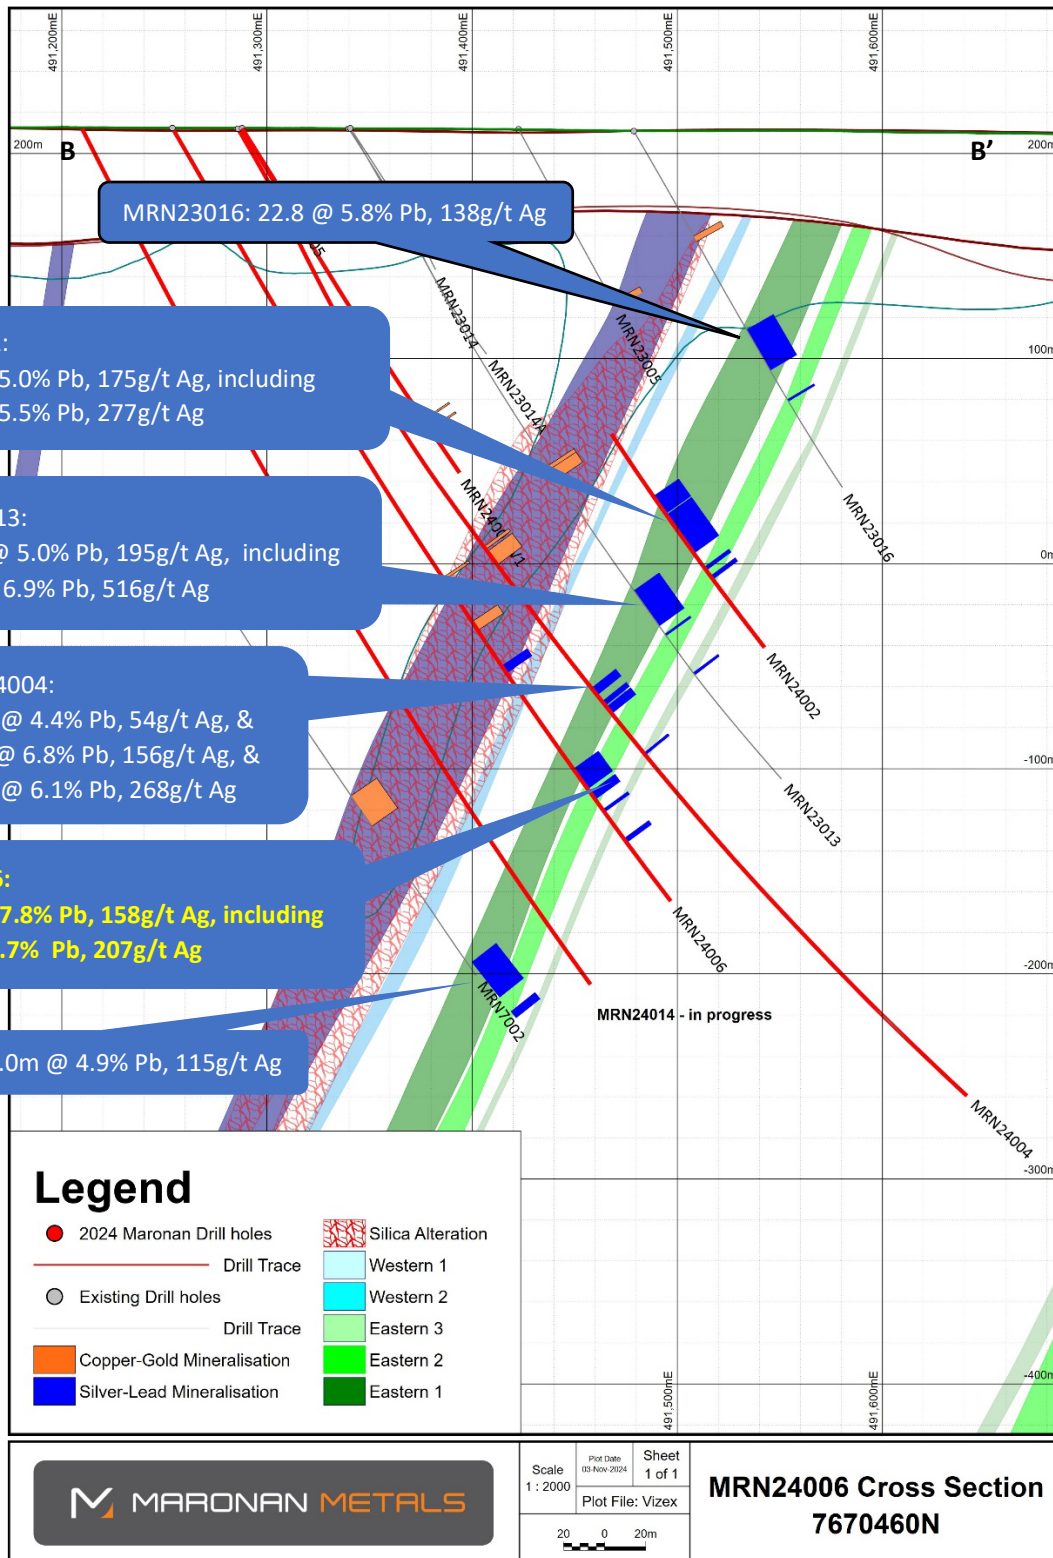 491,200mE
491,300mE
491,400mE
491,500mE
491,600mE
200m
B
B’
200m
MRN23016: 22.8 @ 5.8% Pb, 138g/t Ag
05
MRN23014
MRN23005
100m
MRN23014A
:
5.0% Pb, 175g/t Ag, including
5.5% Pb, 277g/t Ag
MRN23016
13:
@ 5.0% Pb, 195g/t Ag, including
6.9% Pb, 516g/t Ag
0m
MRN24002
4004:
@ 4.4% Pb, 54g/t Ag, &
@ 6.8% Pb, 156g/t Ag, &
@ 6.1% Pb, 268g/t Ag
-100m
MRN23013
7.8% Pb, 158g/t Ag, including
.7% Pb, 207g/t Ag
MRN24006
-200m
MRN7002
MRN24014 - in progress
.0m @ 4.9% Pb, 115g/t Ag
MRN24004
-300m
Legend
2024 Maronan Drill holes
Drill Trace
Existing Drill holes
Drill Trace
Copper-Gold Mineralisation
Silver-Lead Mineralisation
Silica Alteration
Western 1
Western 2
Eastern 3
Eastern 2
Eastern 1
-400m
491,500mE
491,600mE
MARONAN METALS
Scale
1 : 2000
Plot Date
03-Nov-2024
Sheet
1 of 1
Plot File: Vizex
20 0 20m
MRN24006 Cross Section
7670460N